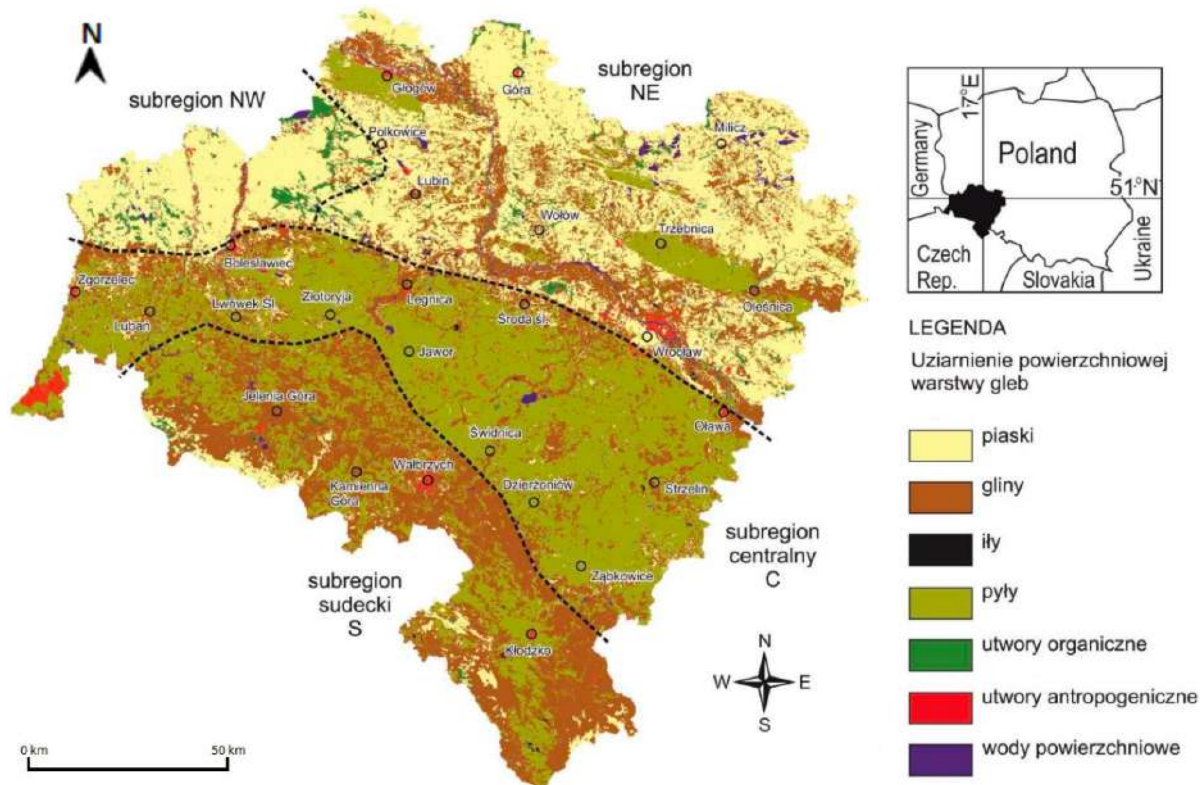 N
subregion NW
subregion
NE
Głogów
Góra
Polkowice
Milicz
Lubin
Wołów
Trzebnica
Bolesławiec
Zgorzelec
Legnica
Oleśnica
Lwówek Śl.
Złotoryja
Środa śl.
Lubań
Wrocław
Jawor
Jelenia Góra
Oława
Świdnica
Wałbrzych
Kamienna
Góra
Dzierżoniów
Strzelin
subregion
centralny
C
Ząbkowice
subregion
sudecki
S
Kłodzko
N
W
E
S
0 km
50 km
17°E
Germany
Poland
51°N
Czech
Rep.
Slovakia
Ukraine
LEGENDA
Uziarnienie powierzchniowej
warstwy gleb
piaski
gliny
iły
pyły
utwory organiczne
utwory antropogeniczne
wody powierzchniowe